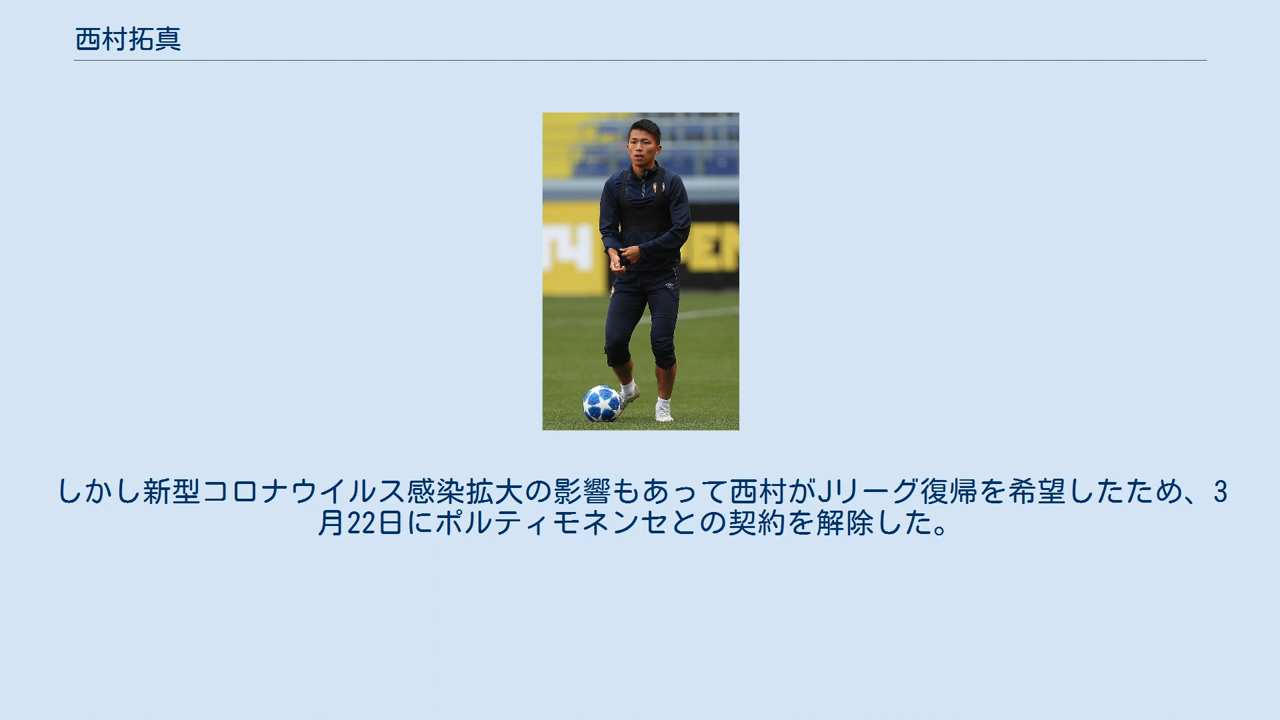 西村拓真
しかし新型コロナウイルス感染拡大の影響もあって西村がJリーグ復帰を希望したため、3
月22日にポルティモネンセとの契約を解除した。